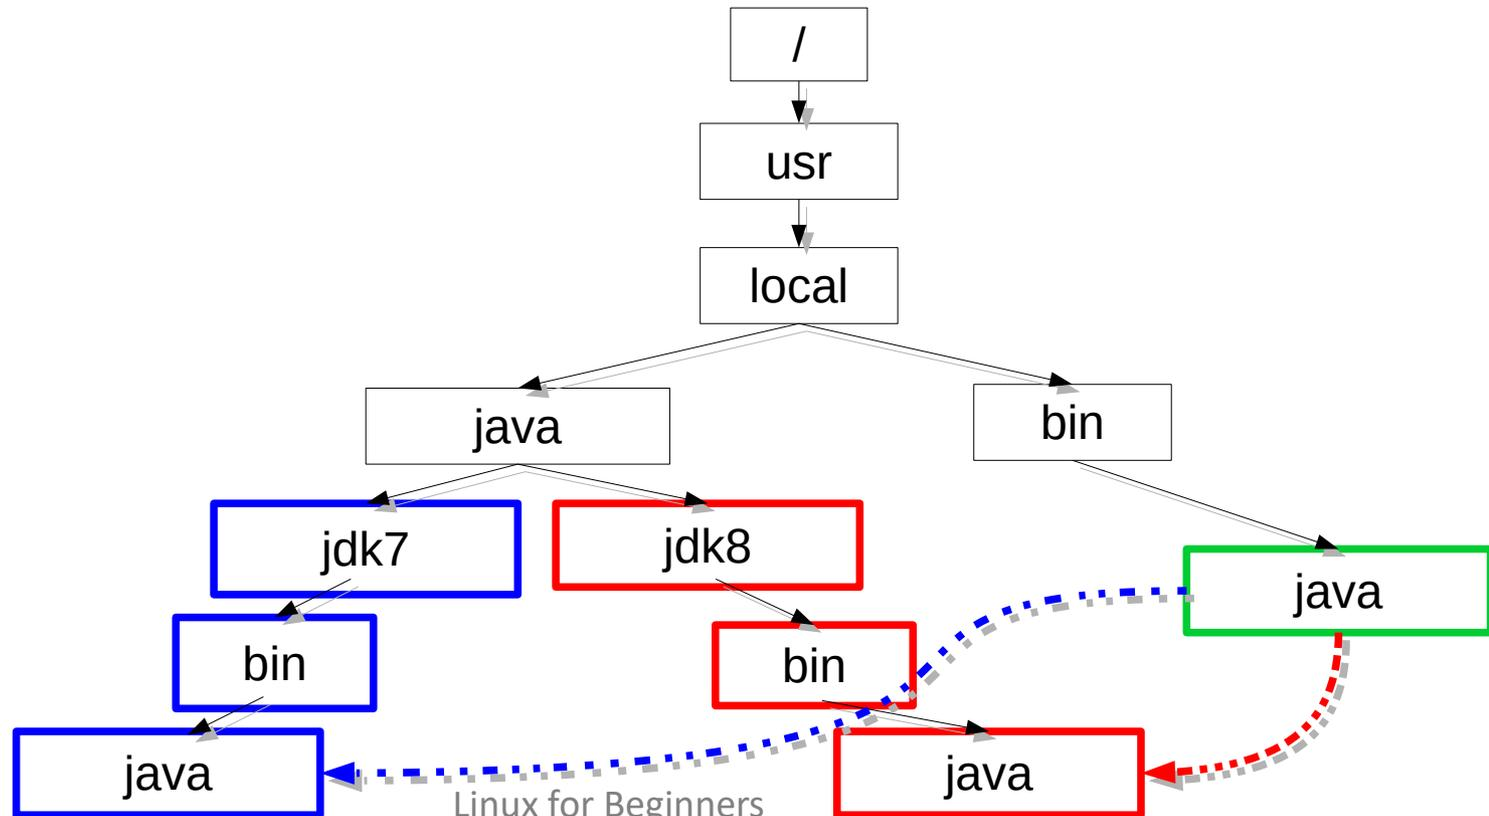 /
usr
local
java
bin
jdk7
jdk8
java
bin
bin
java
java
Linux for Beginners